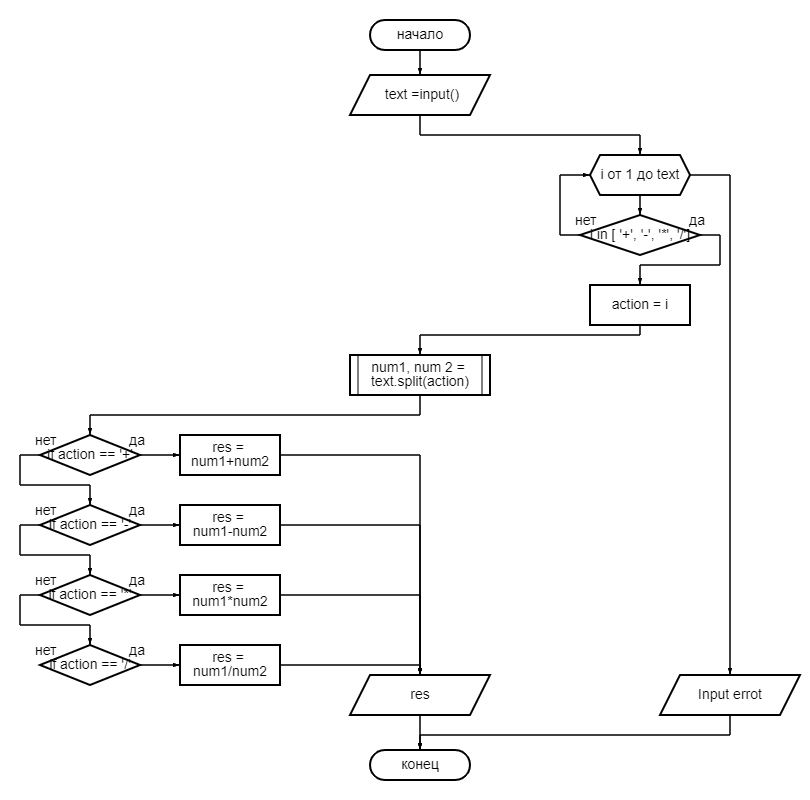 начало
text =input()
i от 1 до text
нет
да
i in [ '+', '-', '*', '/']
action = i
num1, num 2 =
text.split(action)
нет
да
if action == '+'
res =
num1+num2
нет
да
if action == '-'
res =
num1-num2
нет
да
if action == '*'
res =
num1*num2
нет
да
if action == '/'
res =
num1/num2
res
Input errot
конец